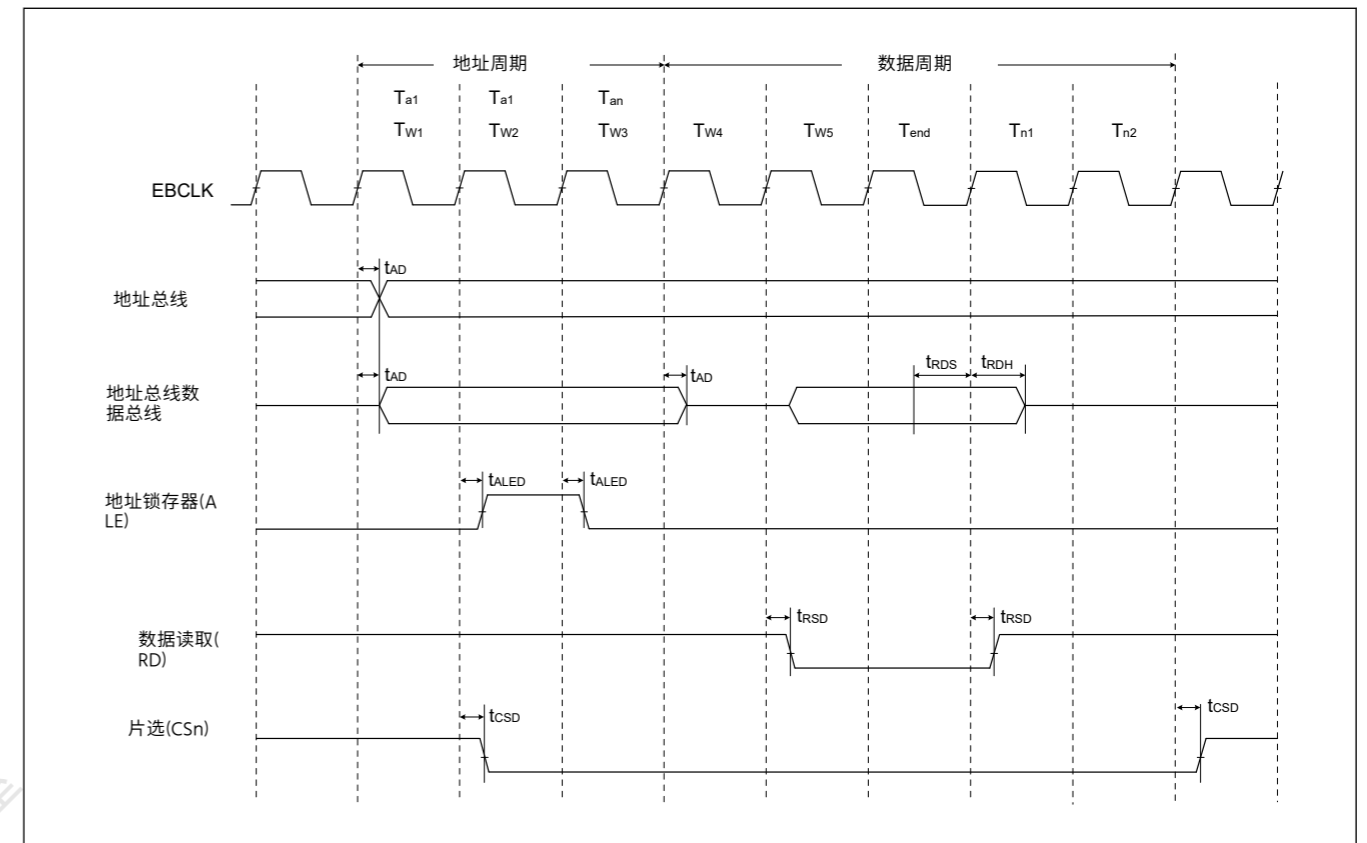 地址周期 数据周期
Ta1 Ta1 Tan
TW1 TW2 TW3 TW4 TW5 Tend Tn1 Tn2
EBCLK
tAD
地址总线
tAD tAD tRDS tRDH
地址总线数
据总线
tALED tALED
地址锁存器(A
LE)
tRSD tRSD
数据读取(
RD)
tCSD tCSD
片选(CSn)